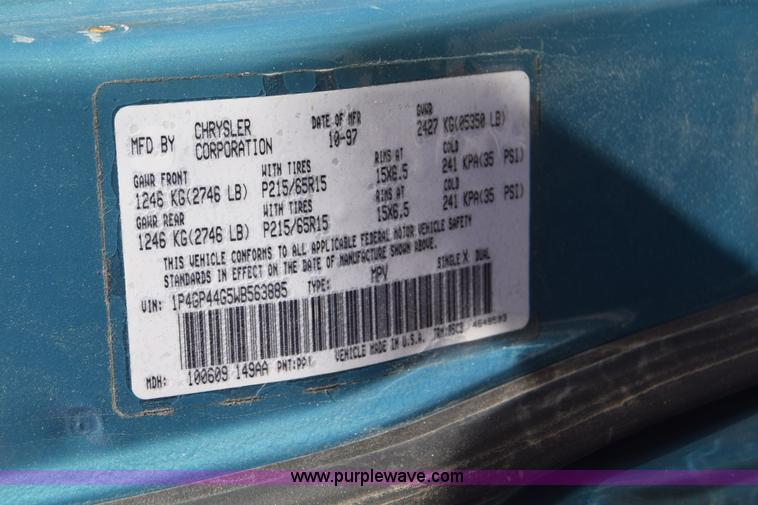 MFD BY CHRYSLER CORPORATION DATE OF MFR 10-97 GVWR 2427 KG(05350 LB)
GAWR FRONT WITH TIRES RIMS AT COLD
1246 KG(2746 LB) P215/65R15 15X6.5 241 KPA(35 PSI)
GAWR REAR WITH TIRES RIMS AT COLD
1246 KG(2746 LB) P215/65R15 15X6.5 241 KPA(35 PSI)
THIS VEHICLE CONFORMS TO ALL APPLICABLE FEDERAL MOTOR VEHICLE SAFETY
STANDARDS IN EFFECT ON THE DATE OF MANUFACTURE SHOWN ABOVE.
VIN: 1P4GP44G5WB563885 TYPE: MPV SINGLE X DUAL
MDH: 100609 149AA PNT: VEHICLE MADE IN U.S.A.
www.purplewave.com